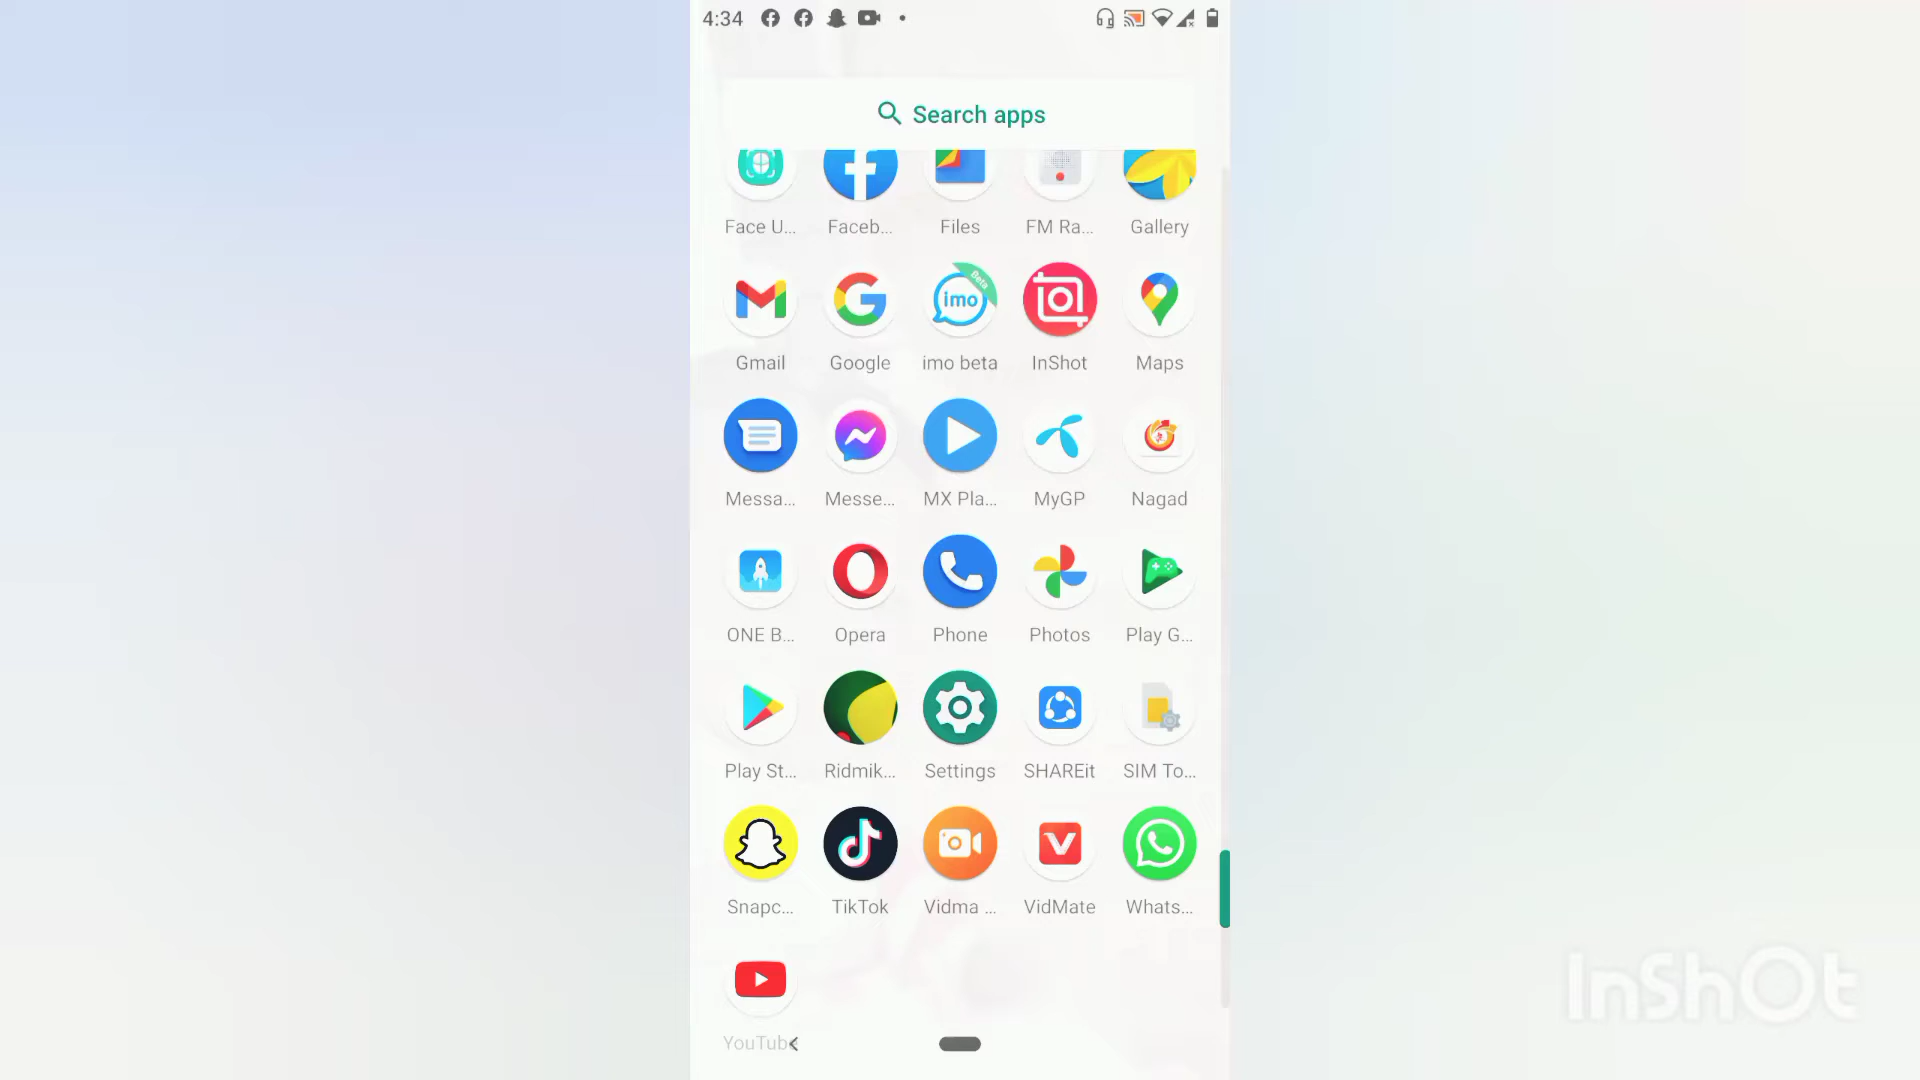 4:34
Search apps
Face U... Faceb... Files FM Ra... Gallery
Beta
imo
Gmail Google imo beta InShot Maps
Messa... Messe... MX Pla... MyGP Nagad
ONE B... Opera Phone Photos Play G...
Play St... Ridmik... Settings SHAREit SIM To...
Snapc... TikTok Vidma ... VidMate Whats...
YouTube
InShOt